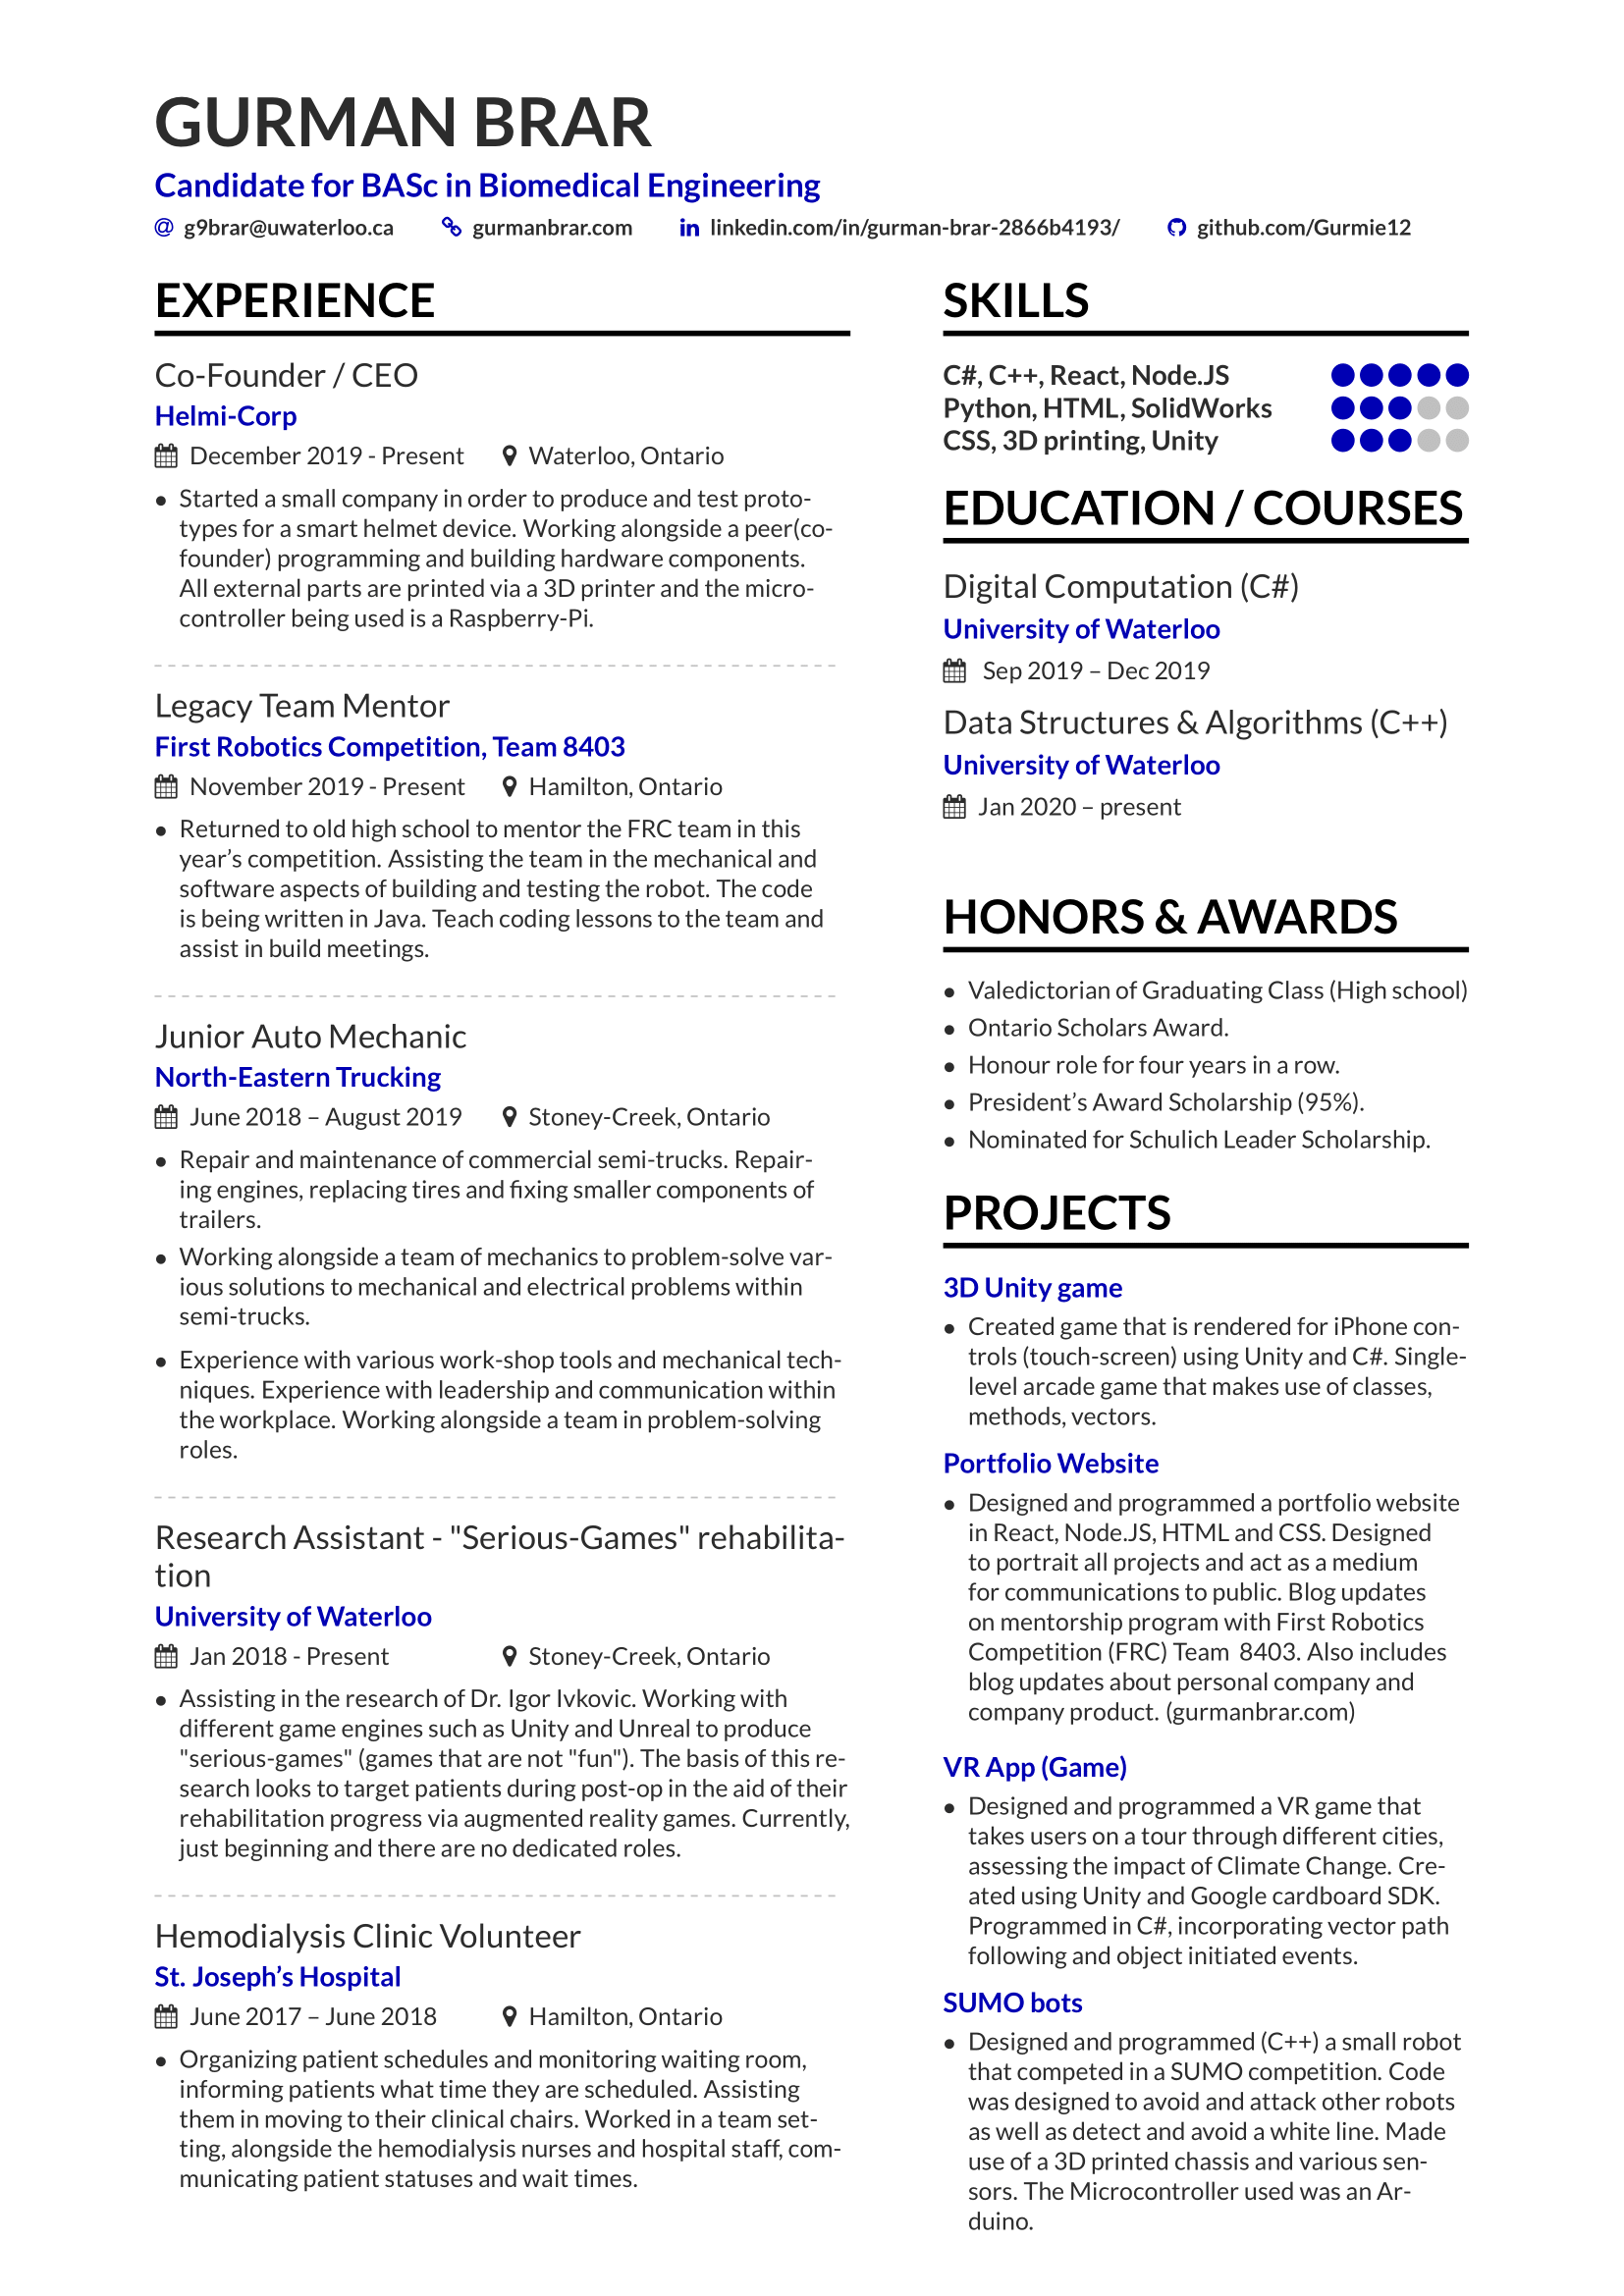 GURMAN BRAR
Candidate for BASc in Biomedical Engineering
g9brar@uwaterloo.ca gurmanbrar.com linkedin.com/in/gurman-brar-2866b4193/ github.com/Gurmie12
EXPERIENCE
Co-Founder / CEO
Helmi-Corp
December 2019 - Present Waterloo, Ontario
• Started a small company in order to produce and test proto-
types for a smart helmet device. Working alongside a peer(co-
founder) programming and building hardware components.
All external parts are printed via a 3D printer and the micro-
controller being used is a Raspberry-Pi.
Legacy Team Mentor
First Robotics Competition, Team 8403
November 2019 - Present Hamilton, Ontario
• Returned to old high school to mentor the FRC team in this
year’s competition. Assisting the team in the mechanical and
software aspects of building and testing the robot. The code
is being written in Java. Teach coding lessons to the team and
assist in build meetings.
Junior Auto Mechanic
North-Eastern Trucking
June 2018 – August 2019 Stoney-Creek, Ontario
• Repair and maintenance of commercial semi-trucks. Repair-
ing engines, replacing tires and fixing smaller components of
trailers.
• Working alongside a team of mechanics to problem-solve var-
ious solutions to mechanical and electrical problems within
semi-trucks.
• Experience with various work-shop tools and mechanical tech-
niques. Experience with leadership and communication within
the workplace. Working alongside a team in problem-solving
roles.
Research Assistant - "Serious-Games" rehabilita-
tion
University of Waterloo
Jan 2018 - Present Stoney-Creek, Ontario
• Assisting in the research of Dr. Igor Ivkovic. Working with
different game engines such as Unity and Unreal to produce
"serious-games" (games that are not "fun"). The basis of this re-
search looks to target patients during post-op in the aid of their
rehabilitation progress via augmented reality games. Currently,
just beginning and there are no dedicated roles.
Hemodialysis Clinic Volunteer
St. Joseph’s Hospital
June 2017 – June 2018 Hamilton, Ontario
• Organizing patient schedules and monitoring waiting room,
informing patients what time they are scheduled. Assisting
them in moving to their clinical chairs. Worked in a team set-
ting, alongside the hemodialysis nurses and hospital staff, com-
municating patient statuses and wait times.
SKILLS
C#, C++, React, Node.JS
Python, HTML, SolidWorks
CSS, 3D printing, Unity
EDUCATION / COURSES
Digital Computation (C#)
University of Waterloo
Sep 2019 – Dec 2019
Data Structures & Algorithms (C++)
University of Waterloo
Jan 2020 – present
HONORS & AWARDS
• Valedictorian of Graduating Class (High school)
• Ontario Scholars Award.
• Honour role for four years in a row.
• President’s Award Scholarship (95%).
• Nominated for Schulich Leader Scholarship.
PROJECTS
3D Unity game
• Created game that is rendered for iPhone con-
trols (touch-screen) using Unity and C#. Single-
level arcade game that makes use of classes,
methods, vectors.
Portfolio Website
• Designed and programmed a portfolio website
in React, Node.JS, HTML and CSS. Designed
to portrait all projects and act as a medium
for communications to public. Blog updates
on mentorship program with First Robotics
Competition (FRC) Team 8403. Also includes
blog updates about personal company and
company product. (gurmanbrar.com)
VR App (Game)
• Designed and programmed a VR game that
takes users on a tour through different cities,
assessing the impact of Climate Change. Cre-
ated using Unity and Google cardboard SDK.
Programmed in C#, incorporating vector path
following and object initiated events.
SUMO bots
• Designed and programmed (C++) a small robot
that competed in a SUMO competition. Code
was designed to avoid and attack other robots
as well as detect and avoid a white line. Made
use of a 3D printed chassis and various sen-
sors. The Microcontroller used was an Ar-
duino.